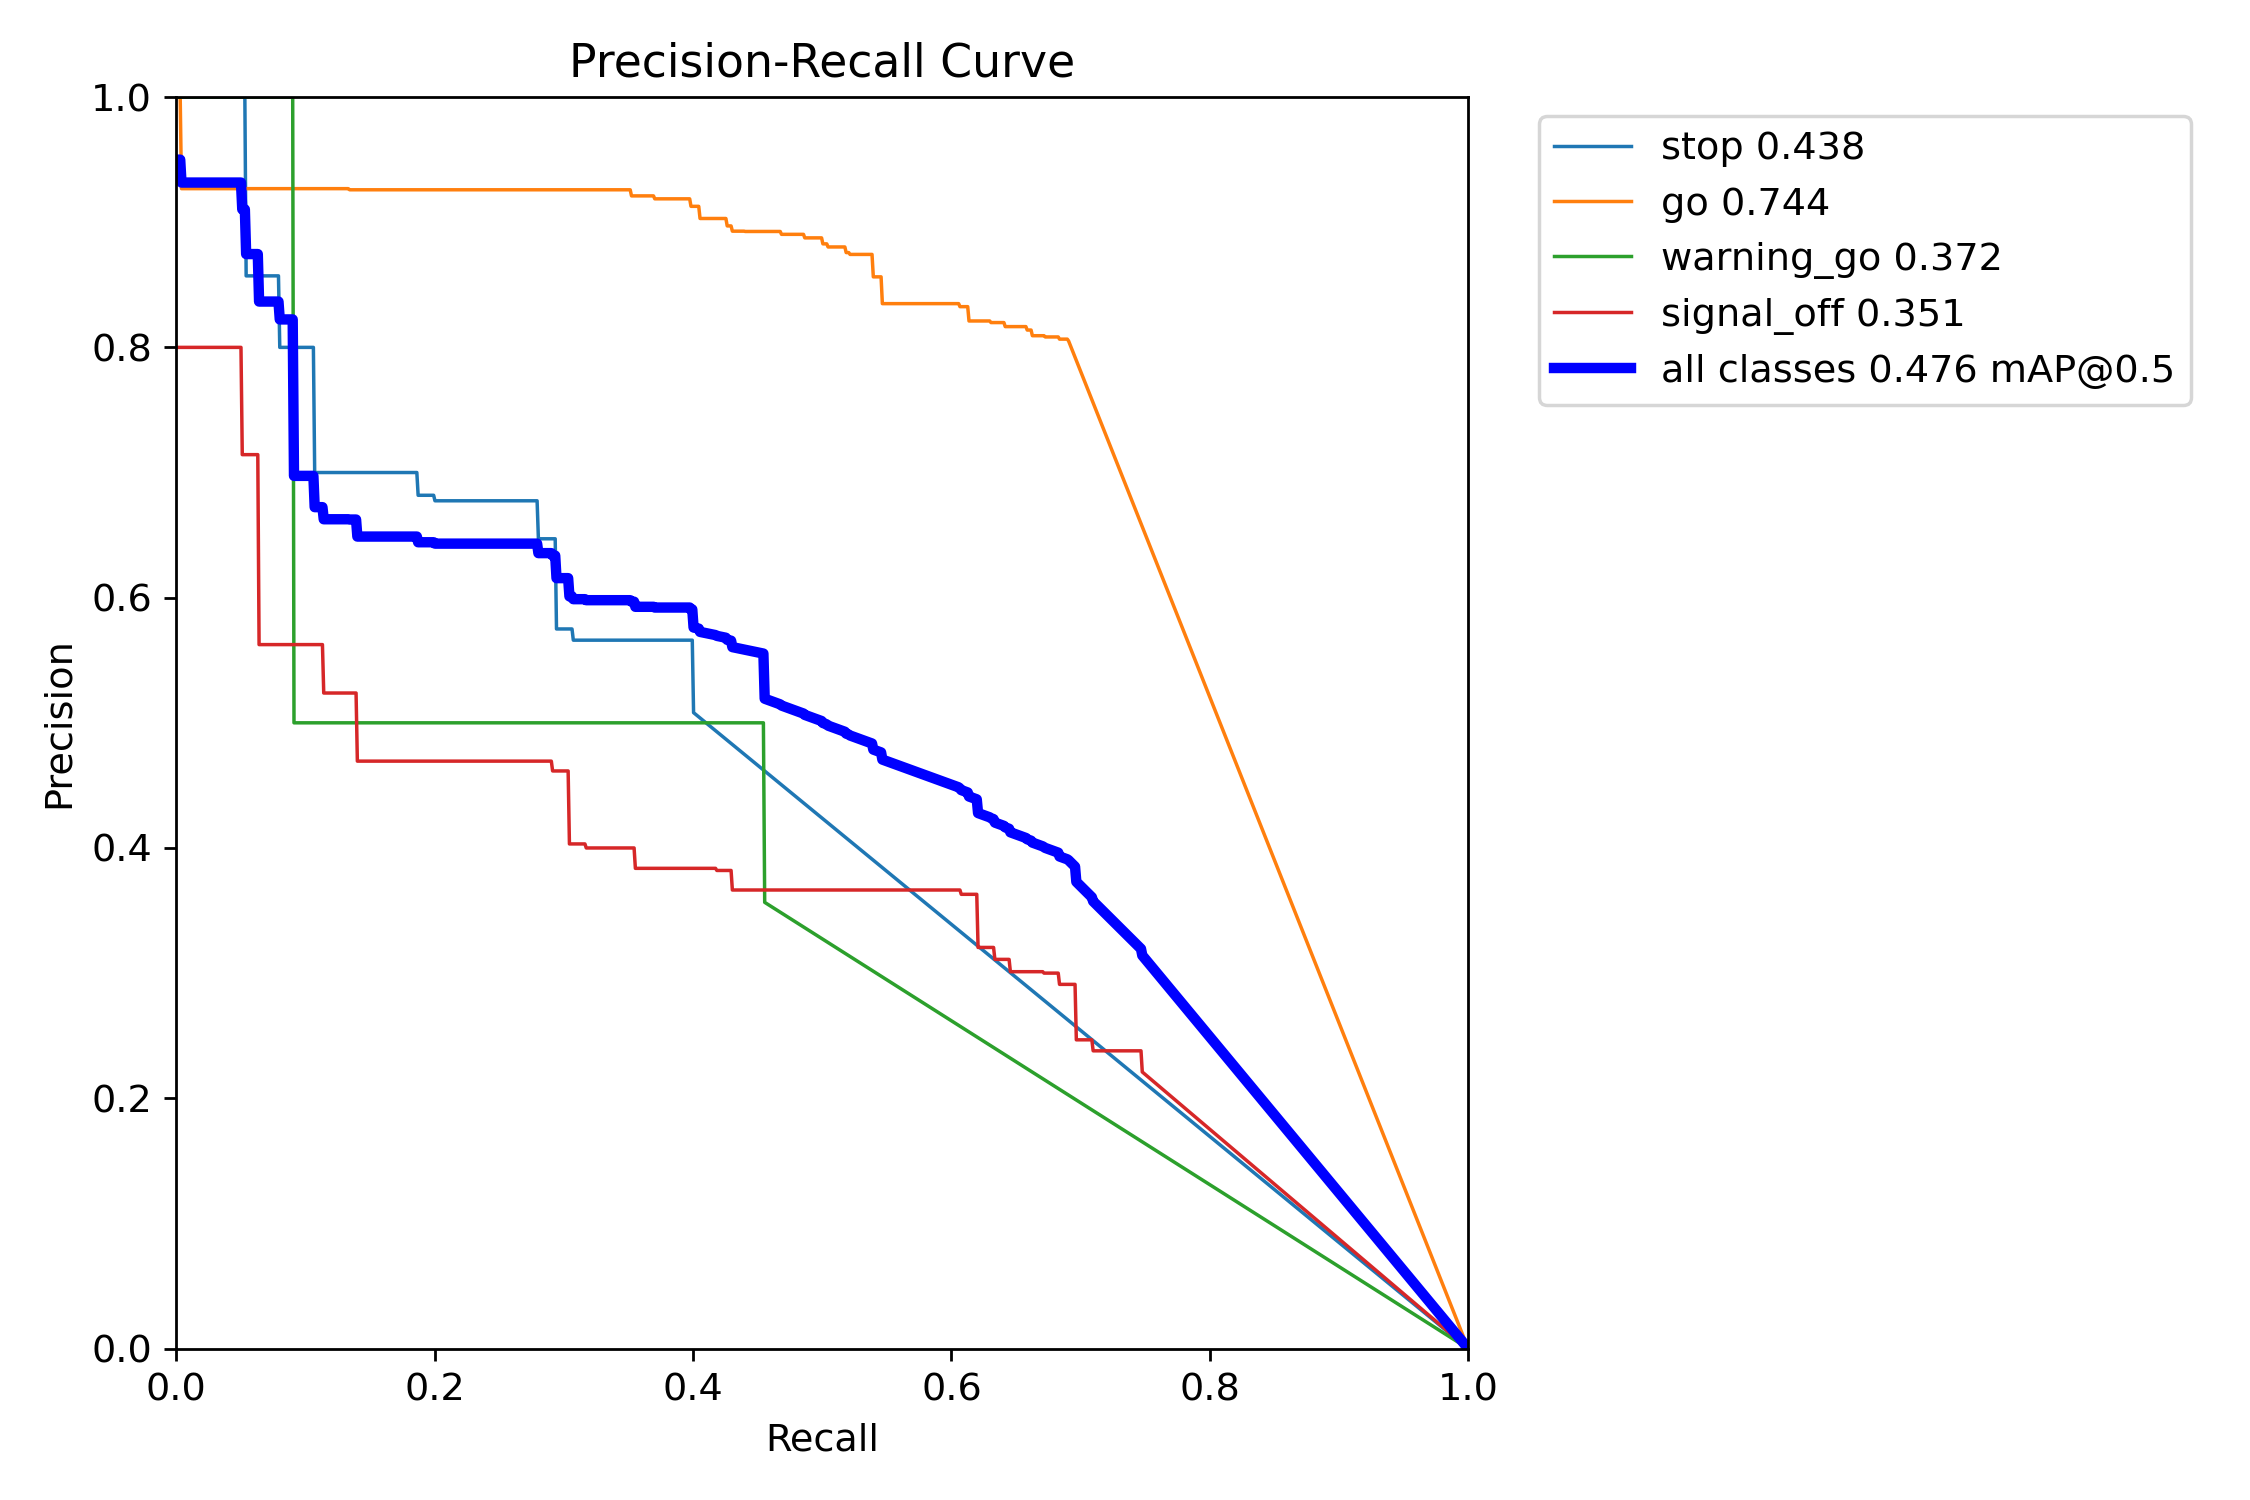 Precision-Recall Curve
1.0
0.8
0.6
0.4
0.2
0.0
Precision
0.0 0.2 0.4 0.6 0.8 1.0
Recall
stop 0.438
go 0.744
warning_go 0.372
signal_off 0.351
all classes 0.476 mAP@0.5